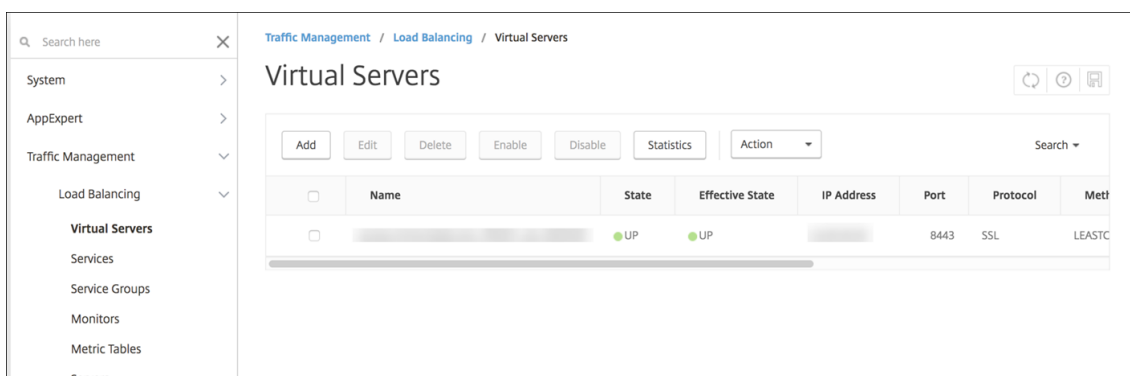 Search here
System
AppExpert
Traffic Management
Load Balancing
Virtual Servers
Services
Service Groups
Monitors
Metric Tables
Traffic Management / Load Balancing / Virtual Servers
Virtual Servers
Add Edit Delete Enable Disable Statistics Action Search
Name State Effective State IP Address Port Protocol Meth
UP UP 8443 SSL LEASTC